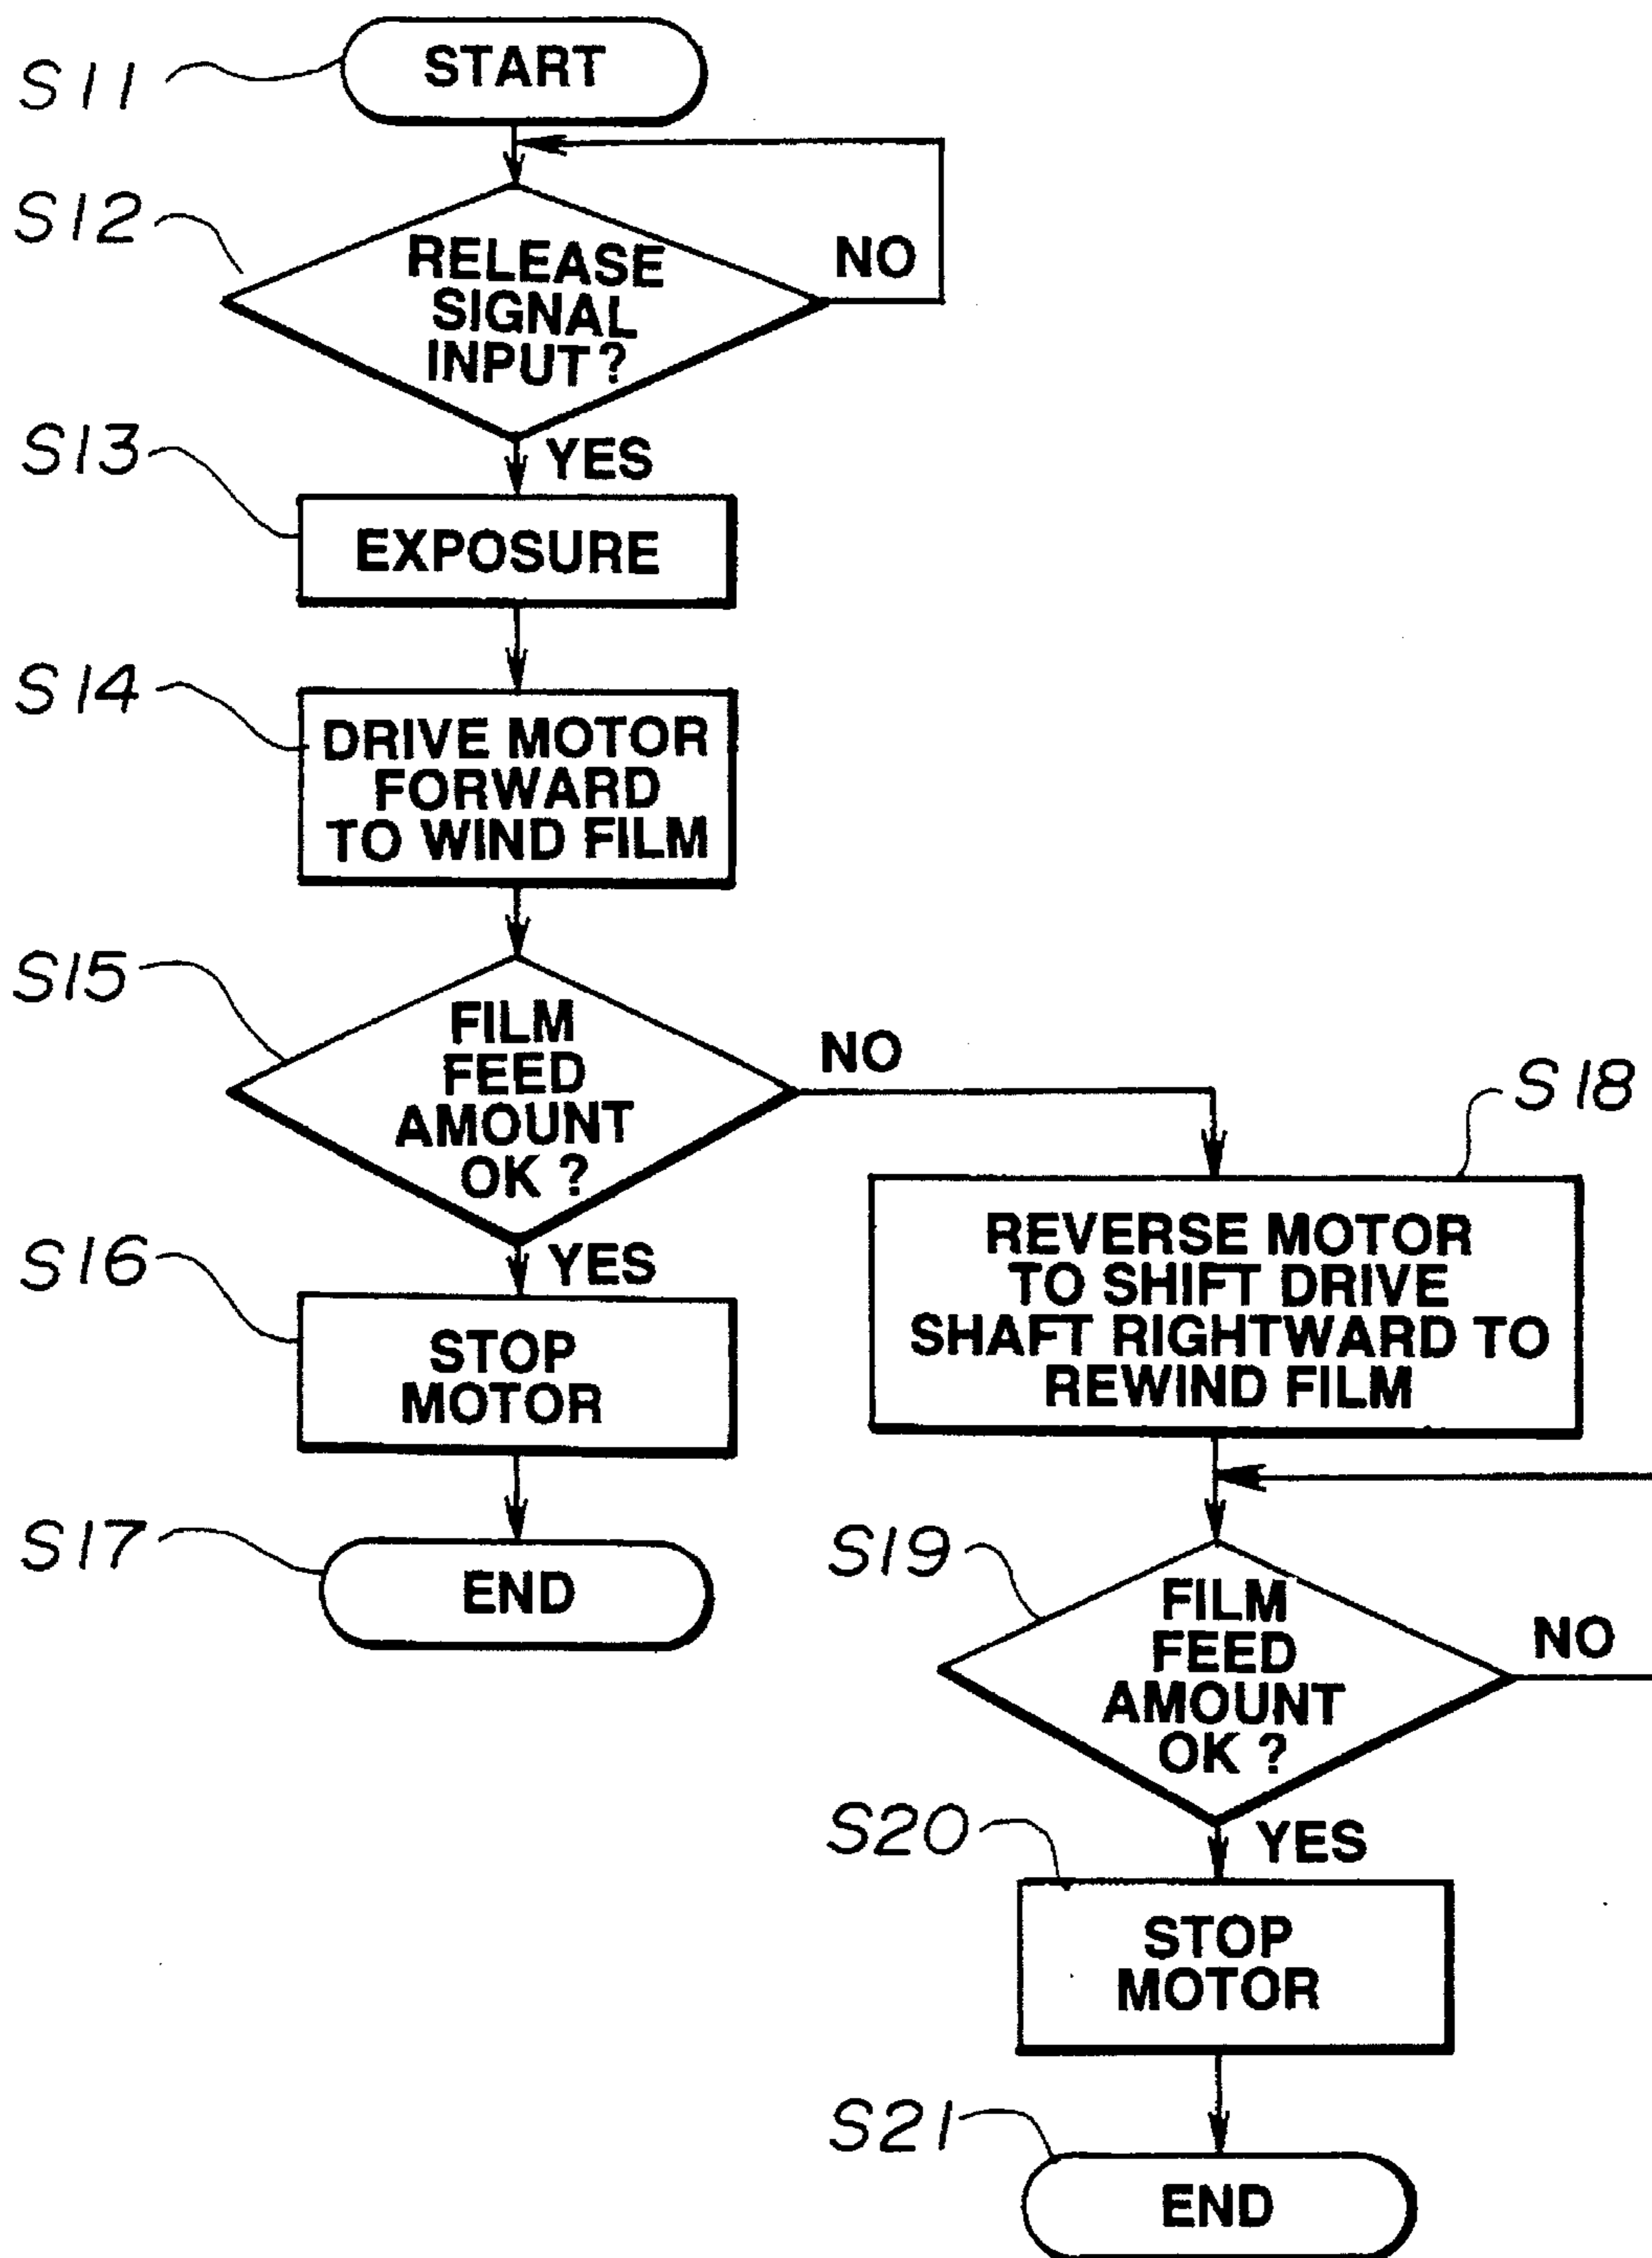 S11
START
S12
RELEASE
SIGNAL
INPUT?
NO
YES
S13
EXPOSURE
S14
DRIVE MOTOR
FORWARD
TO WIND FILM
S15
FILM
FEED
AMOUNT
OK ?
NO
YES
S16
STOP
MOTOR
S17
END
S18
REVERSE MOTOR
TO SHIFT DRIVE
SHAFT RIGHTWARD TO
REWIND FILM
S19
FILM
FEED
AMOUNT
OK ?
NO
YES
S20
STOP
MOTOR
S21
END